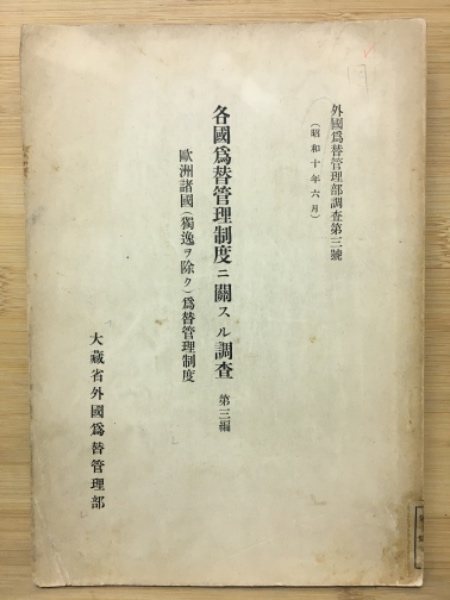 外國爲替管理部調査第三號
(昭和十年六月)
各國爲替管理制度ニ關スル調査 第三編
歐洲諸國(獨逸ヲ除ク)爲替管理制度
大藏省外國爲替管理部